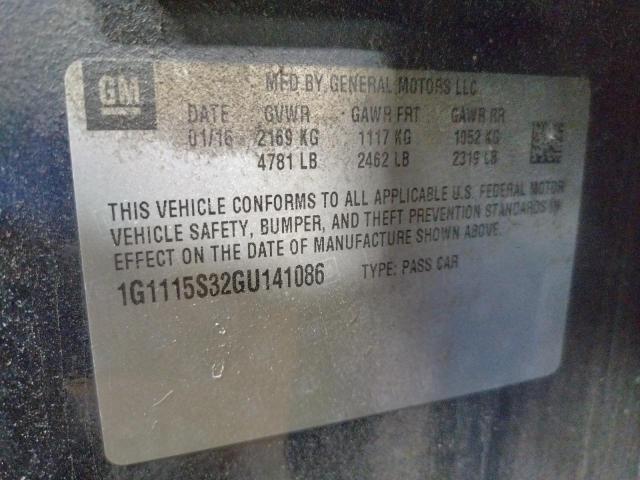 GM
MFD BY GENERAL MOTORS LLC
DATE GVWR GAWR FRT GAWR RR
01/16 2169 KG 1117 KG 1052 KG
4781 LB 2462 LB 2319 LB
THIS VEHICLE CONFORMS TO ALL APPLICABLE U.S. FEDERAL MOTOR
VEHICLE SAFETY, BUMPER, AND THEFT PREVENTION STANDARDS IN
EFFECT ON THE DATE OF MANUFACTURE SHOWN ABOVE.
1G1115S32GU141086 TYPE: PASS CAR